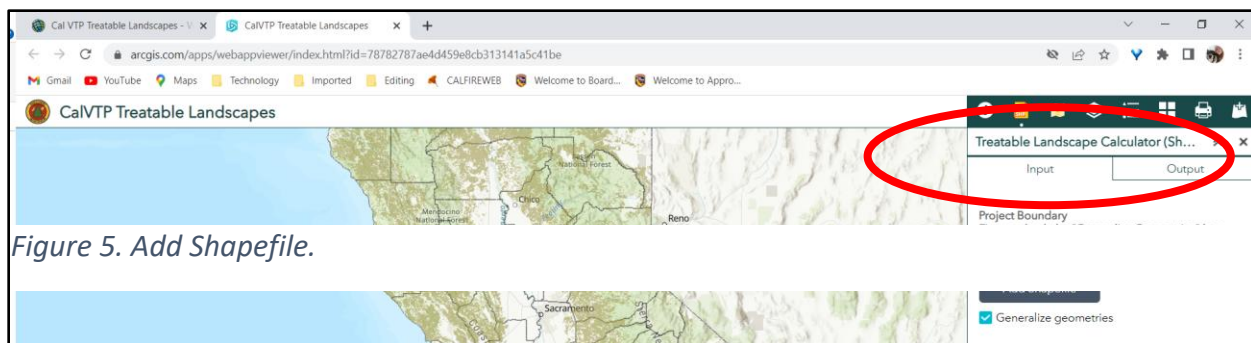 Cal VTP Treatable Landscapes - V
CalVTP Treatable Landscapes
arcgis.com/apps/webappviewer/index.html?id=78782787ae4d459e8cb313141a5c41be
Gmail YouTube Maps Technology Imported Editing CALFIREWEB Welcome to Board... Welcome to Appro...
CalVTP Treatable Landscapes
Treatable Landscape Calculator (Sh...
Input Output
National Forest
Chico
Mendocino
National Forest
Reno
Project Boundary
Figure 5. Add Shapefile.
Sacramento
Coast
Generalize geometries